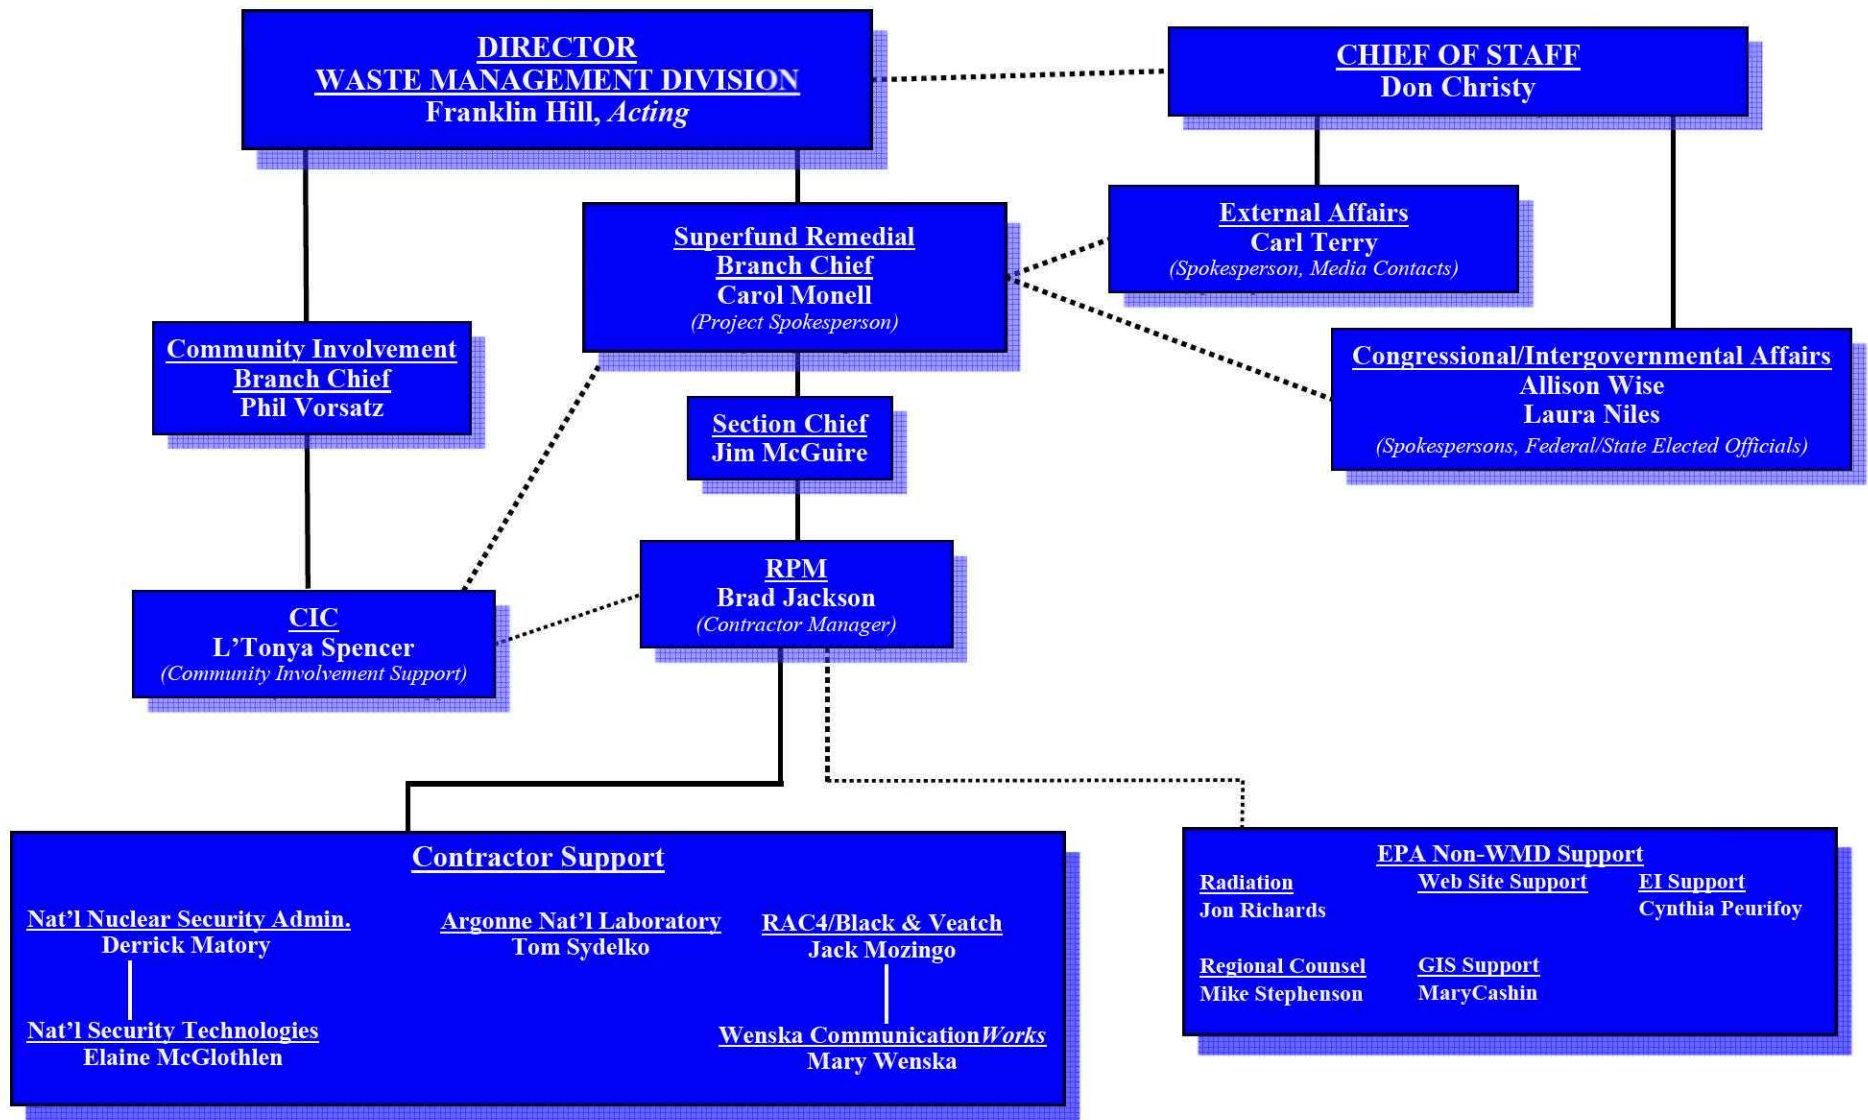 DIRECTOR
WASTE MANAGEMENT DIVISION
Franklin Hill, Acting
CHIEF OF STAFF
Don Christy
External Affairs
Carl Terry
(Spokesperson, Media Contacts)
Superfund Remedial
Branch Chief
Carol Monell
(Project Spokesperson)
Community Involvement
Branch Chief
Phil Vorsatz
Congressional/Intergovernmental Affairs
Allison Wise
Laura Niles
(Spokespersons, Federal/State Elected Officials)
Section Chief
Jim McGuire
RPM
Brad Jackson
(Contractor Manager)
CIC
L’Tonya Spencer
(Community Involvement Support)
Contractor Support
Nat’l Nuclear Security Admin.
Derrick Matory
Nat’l Security Technologies
Elaine McGlothlen
Argonne Nat’l Laboratory
Tom Sydelko
RAC4/Black & Veatch
Jack Mozingo
Wenska CommunicationWorks
Mary Wenska
EPA Non-WMD Support
Radiation
Jon Richards
Web Site Support
EI Support
Cynthia Peurifoy
Regional Counsel
Mike Stephenson
GIS Support
MaryCashin